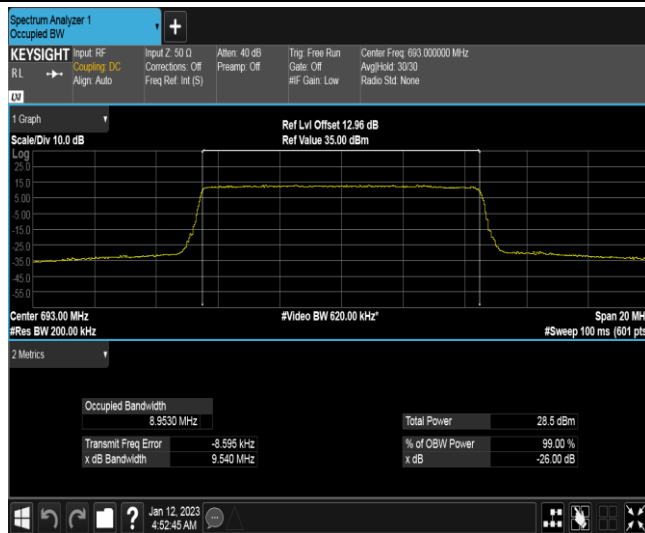 Spectrum Analyzer 1
Occupied BW
+
KEYSIGHT
RL
LXI
Input: RF
Coupling: DC
Align: Auto
Input Z: 50 Ω
Corrections: Off
Freq Ref: Int (S)
Atten: 40 dB
Preamp: Off
Trig: Free Run
Gate: Off
#IF Gain: Low
Center Freq: 693.000000 MHz
Avg|Hold: 30/30
Radio Std: None
1 Graph
Scale/Div 10.0 dB
Ref Lvl Offset 12.96 dB
Ref Value 35.00 dBm
Log
25.0
15.0
5.00
-5.00
-15.0
-25.0
-35.0
-45.0
-55.0
Center 693.00 MHz
#Video BW 620.00 kHz*
Span 20 MH
#Res BW 200.00 kHz
#Sweep 100 ms (601 pts
2 Metrics
Occupied Bandwidth
8.9530 MHz
Total Power 28.5 dBm
Transmit Freq Error -8.595 kHz
% of OBW Power 99.00 %
x dB Bandwidth 9.540 MHz
x dB -26.00 dB
?
Jan 12, 2023
4:52:45 AM